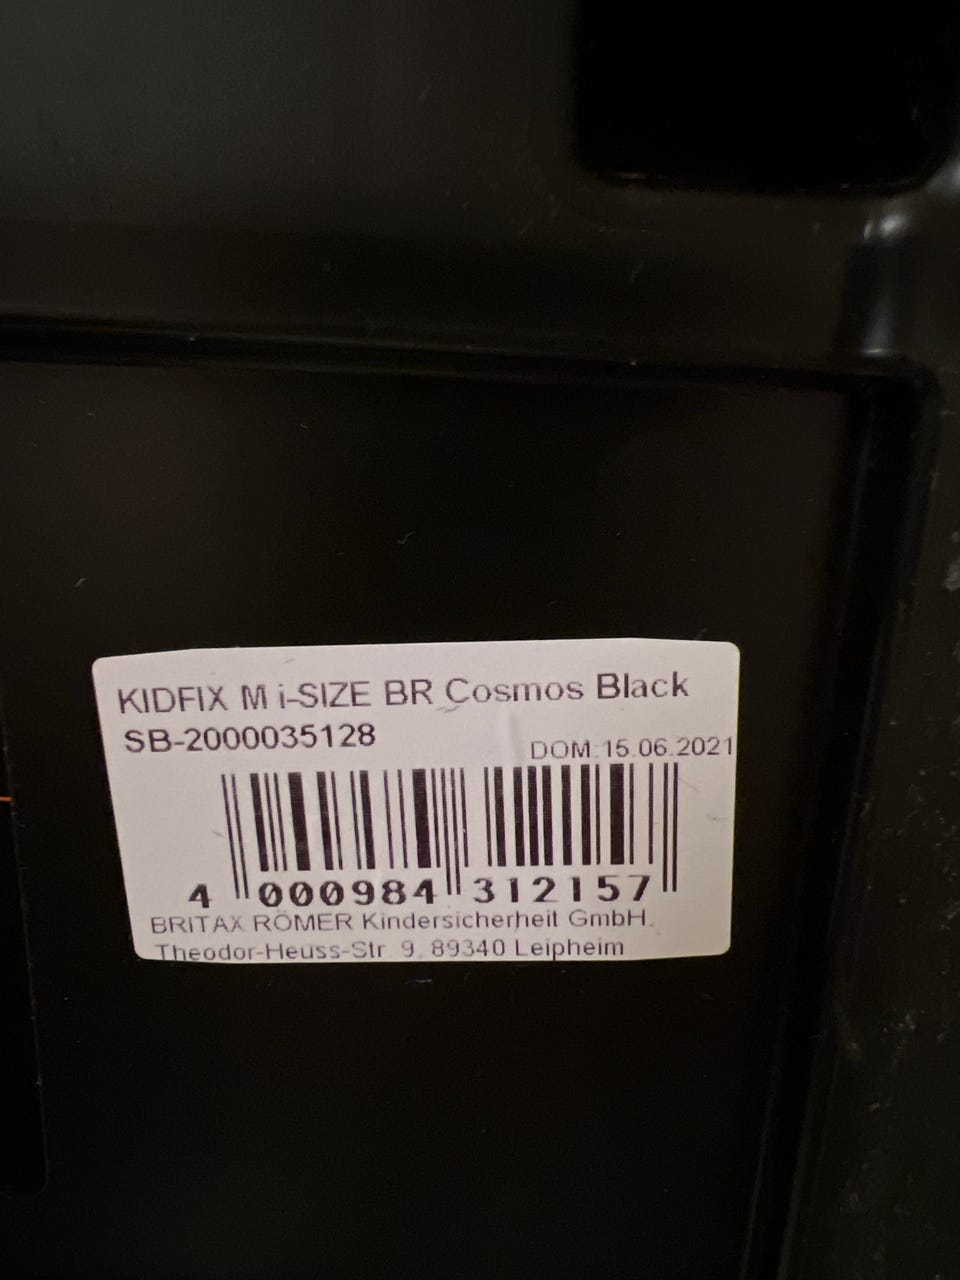 KIDFIX M i-SIZE BR Cosmos Black
SB-2000035128
DOM:15.06.2021
4 000984 312157
BRITAX RÖMER Kindersicherheit GmbH.
Theodor-Heuss-Str. 9, 89340 Leipheim